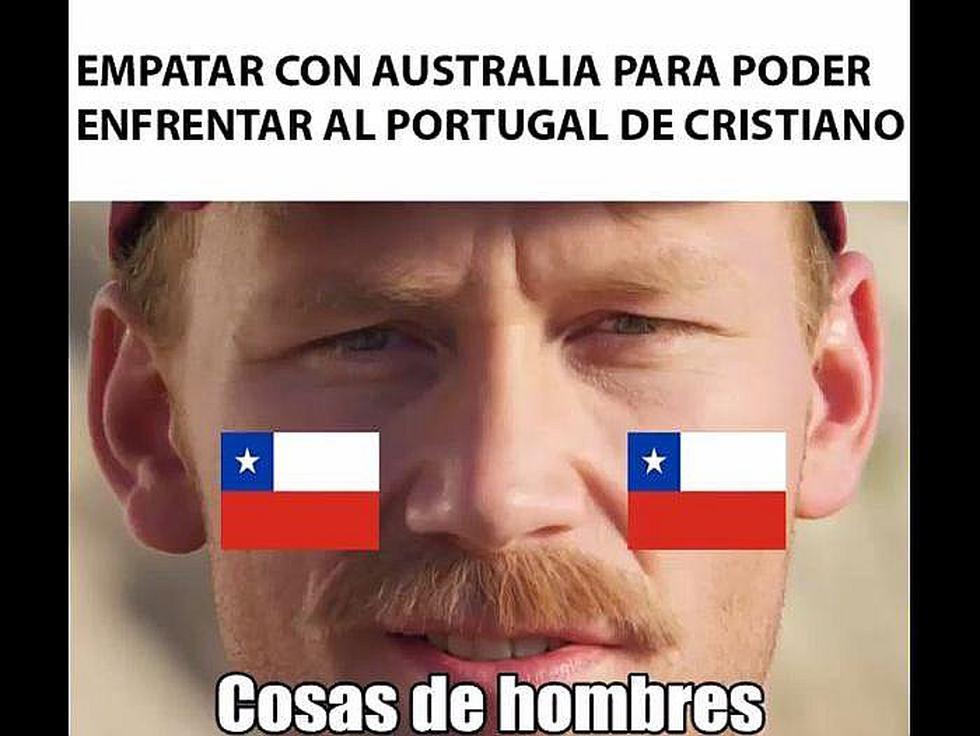 EMPATAR CON AUSTRALIA PARA PODER
ENFRENTAR AL PORTUGAL DE CRISTIANO
Cosas de hombres